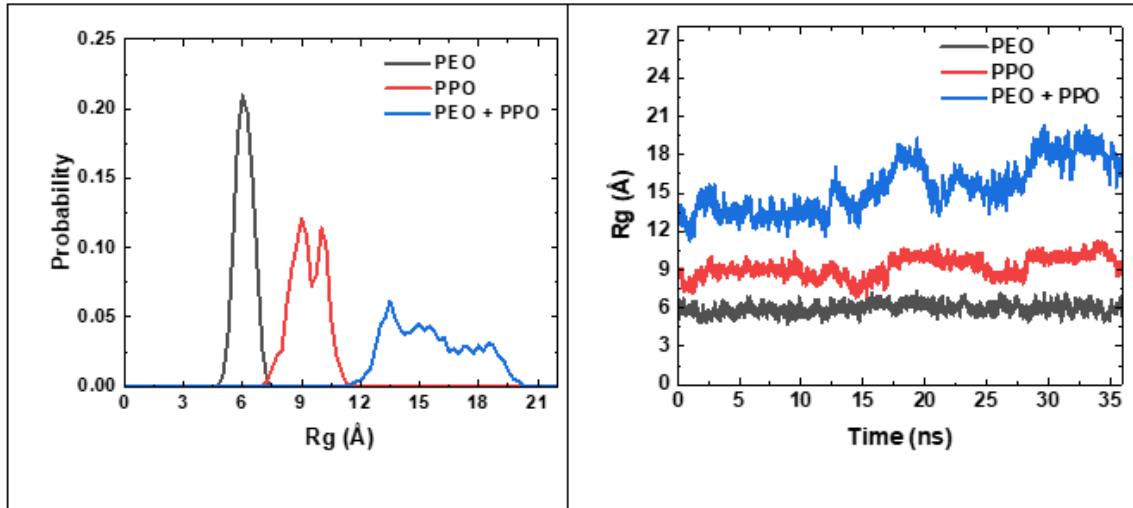 0.25
0.20
0.15
0.10
0.05
0.00
Probability
PEO
PPO
PEO + PPO
0 3 6 9 12 15 18 21
Rg (Å)
27
24
21
18
15
12
9
6
3
0
Rg (Å)
PEO
PPO
PEO + PPO
0 5 10 15 20 25 30 35
Time (ns)